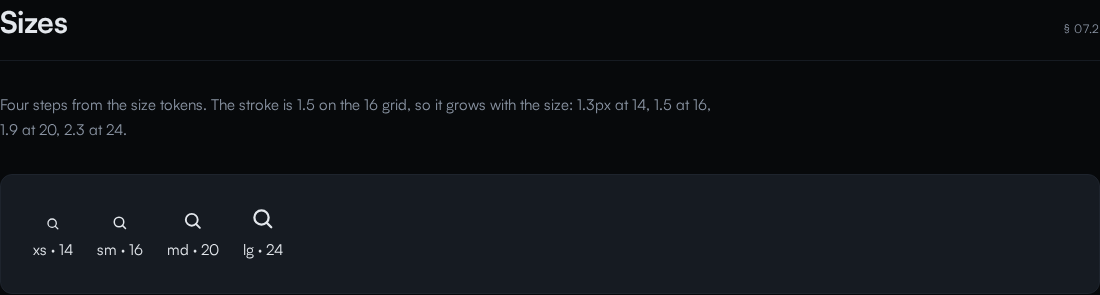 Sizes
§ 07.2
Four steps from the size tokens. The stroke is 1.5 on the 16 grid, so it grows with the size: 1.3px at 14, 1.5 at 16,
1.9 at 20, 2.3 at 24.
xs • 14
sm • 16
md • 20
lg • 24